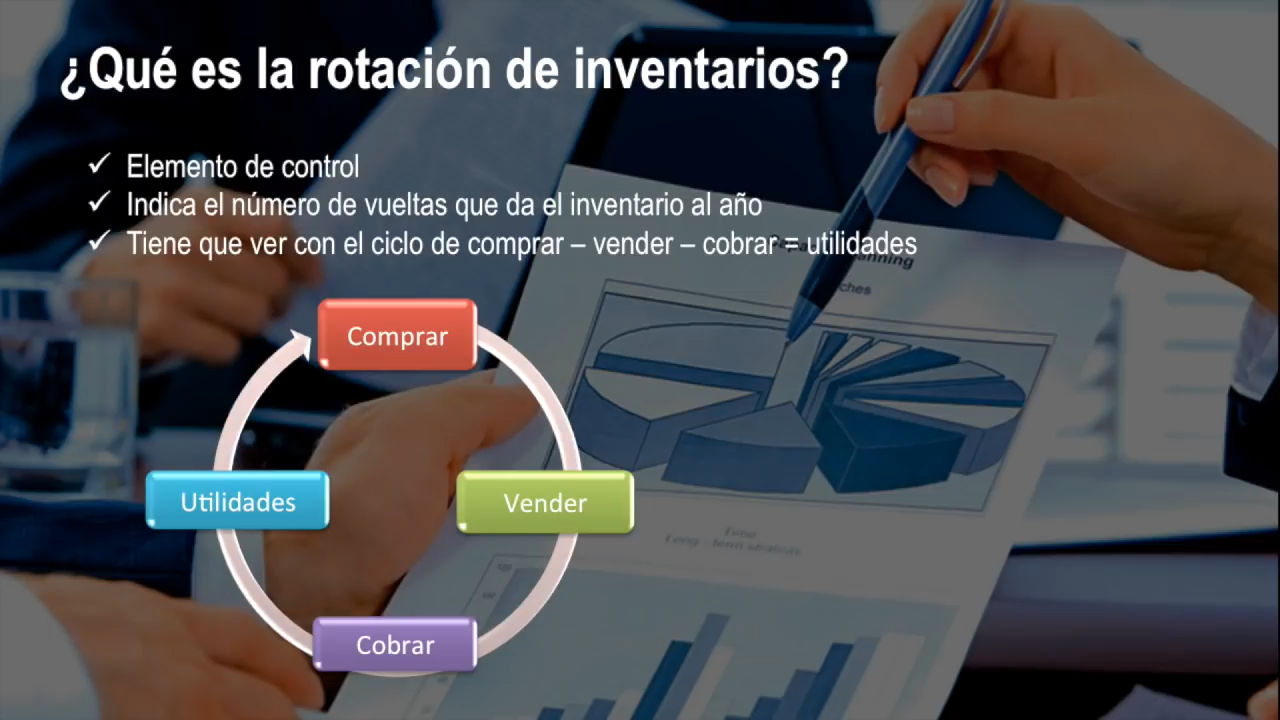 ¿Qué es la rotación de inventarios?
✓ Elemento de control
✓ Indica el número de vueltas que da el inventario al año
✓ Tiene que ver con el ciclo de comprar – vender – cobrar = utilidades
Comprar
Utilidades
Vender
Cobrar